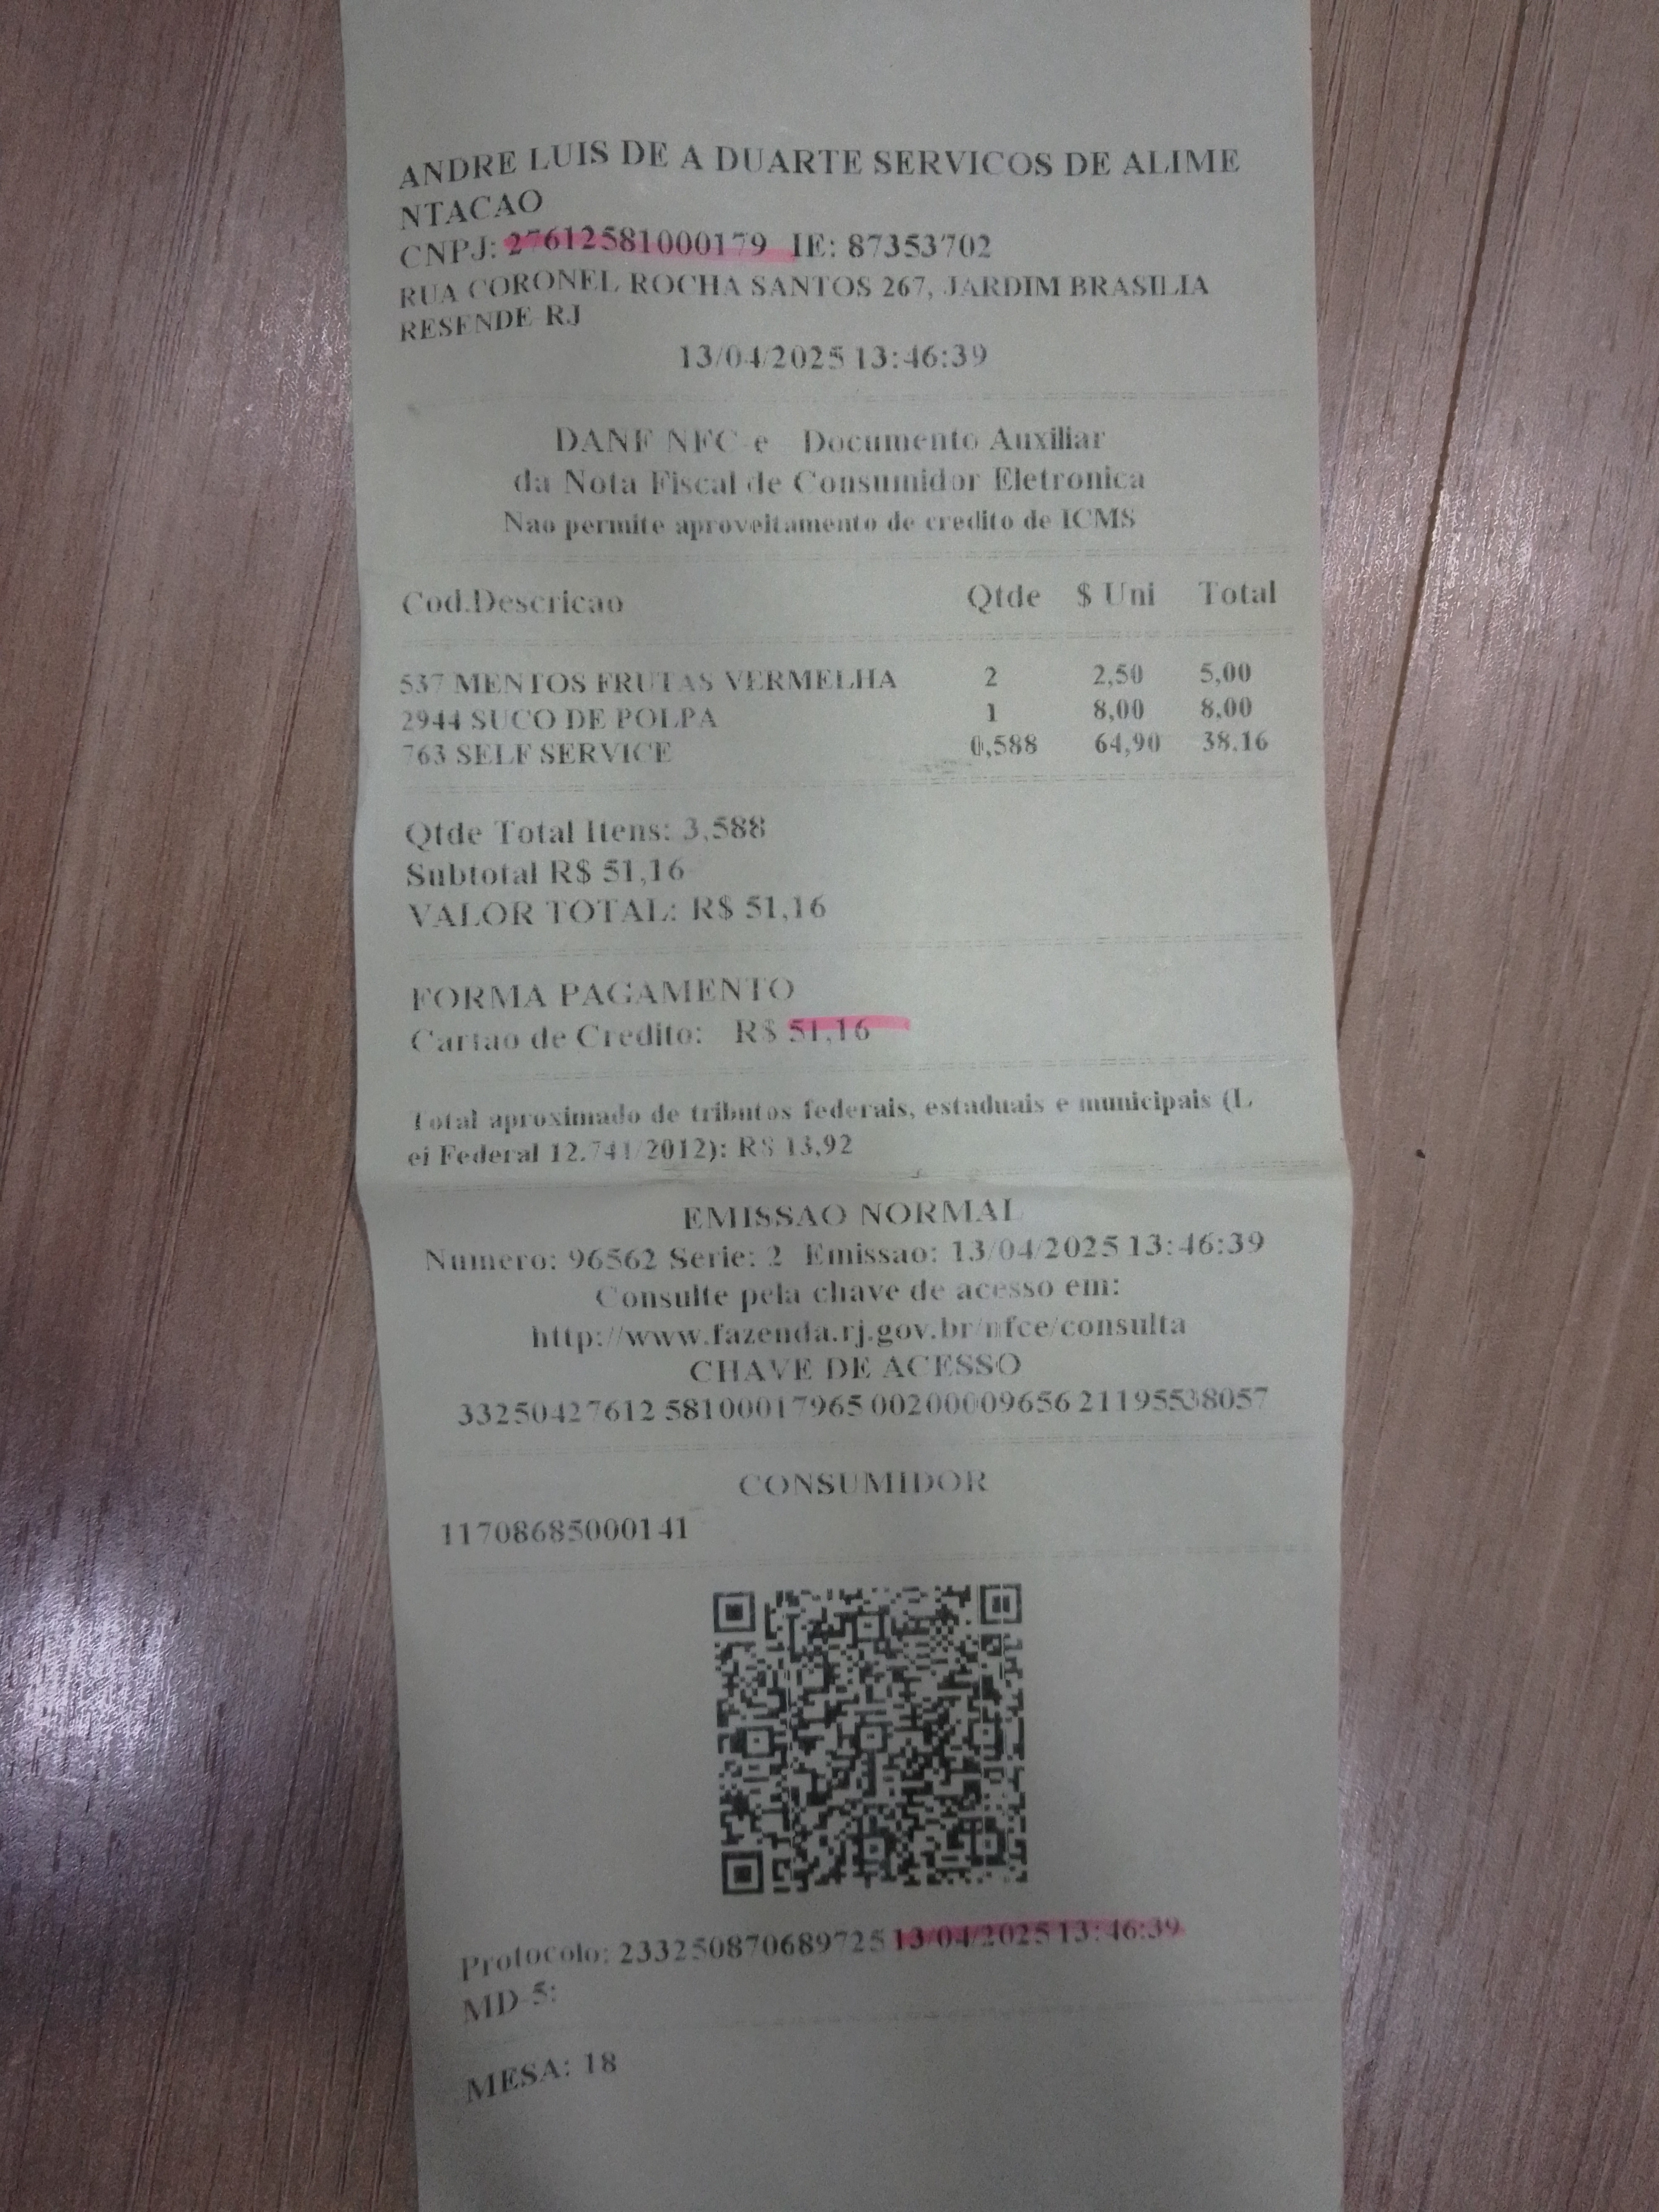 ANDRE LUIS DE A DUARTE SERVICOS DE ALIME
NTACAO
CNPJ: 27612581000179 IE: 87353702
RUA CORONEL ROCHA SANTOS 267, JARDIM BRASILIA
RESENDE-RJ
13/04/2025 13:46:39
DANF NFC-e Documento Auxiliar
da Nota Fiscal de Consumidor Eletronica
Nao permite aproveitamento de credito de ICMS
Cod.Descricao Qtde $ Uni Total
537 MENTOS FRUTAS VERMELHA 2 2,50 5,00
2944 SUCO DE POLPA 1 8,00 8,00
763 SELF SERVICE 0,588 64,90 38,16
Qtde Total Itens: 3,588
Subtotal R$ 51,16
VALOR TOTAL: R$ 51,16
FORMA PAGAMENTO
Cartao de Credito: R$ 51,16
Total aproximado de tributos federais, estaduais e municipais (L
ei Federal 12.741/2012): R$ 13,92
EMISSAO NORMAL
Numero: 96562 Serie: 2 Emissao: 13/04/2025 13:46:39
Consulte pela chave de acesso em:
http://www.fazenda.rj.gov.br/nfce/consulta
CHAVE DE ACESSO
33250427612 58100017965 00200009656 21195538057
CONSUMIDOR
11708685000141
Protocolo: 233250870689725 13/04/2025 13:46:39
MD-5:
MESA: 18